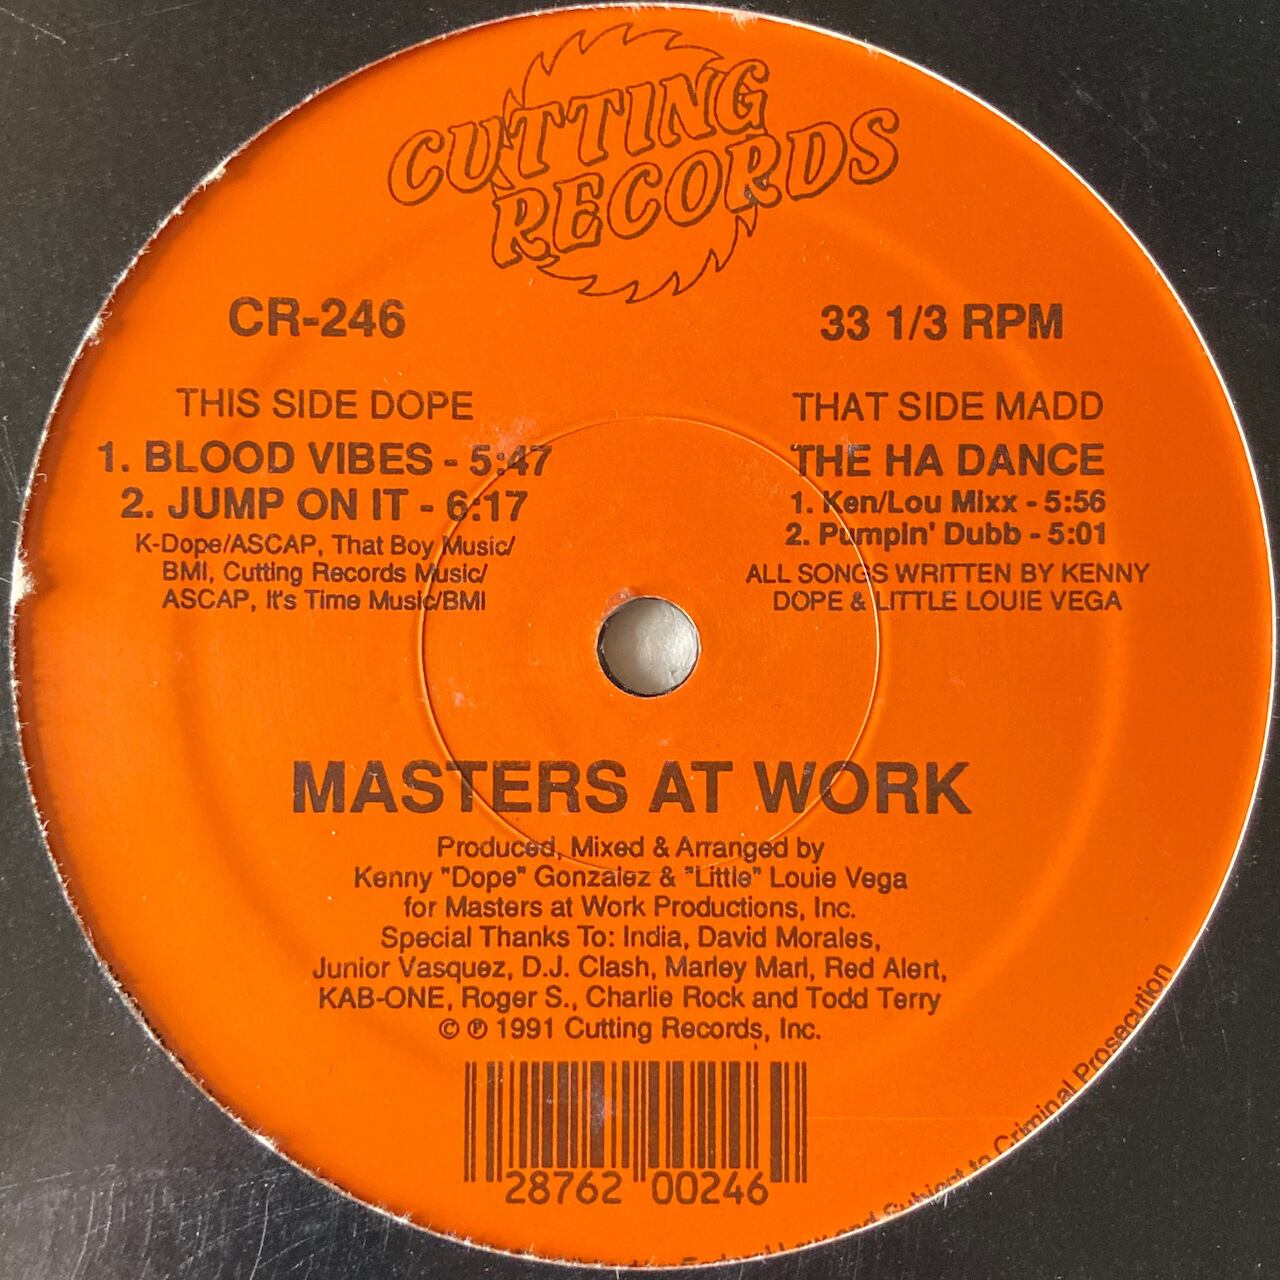 CUTTING
RECORDS
CR-246
33 1/3 RPM
THIS SIDE DOPE
1. BLOOD VIBES - 5:47
2. JUMP ON IT - 6:17
K-Dope/ASCAP, That Boy Music/
BMI, Cutting Records Music/
ASCAP, It's Time Music/BMI
THAT SIDE MADD
THE HA DANCE
1. Ken/Lou Mixx - 5:56
2. Pumpin' Dubb - 5:01
ALL SONGS WRITTEN BY KENNY
DOPE & LITTLE LOUIE VEGA
MASTERS AT WORK
Produced, Mixed & Arranged by
Kenny "Dope" Gonzalez & "Little" Louie Vega
for Masters at Work Productions, Inc.
Special Thanks To: India, David Morales,
Junior Vasquez, D.J. Clash, Marley Marl, Red Alert,
KAB-ONE, Roger S., Charlie Rock and Todd Terry
© ℗ 1991 Cutting Records, Inc.
28762 00246
and Subject to Criminal Prosecution